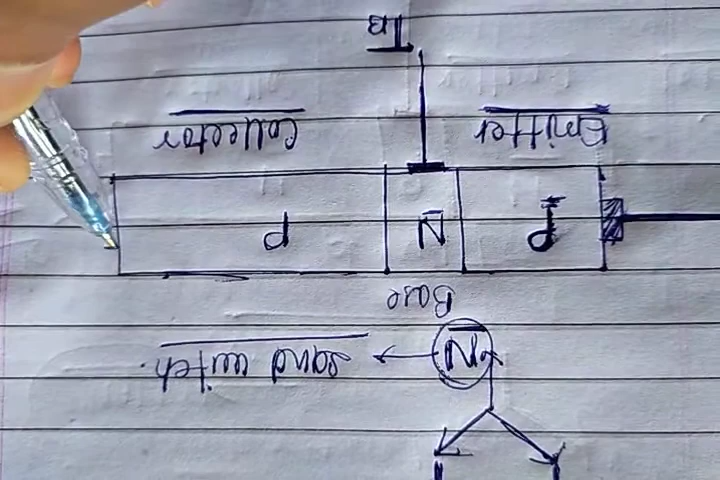 N → sand witch.
Base
P N P
Emitter Collector
IB